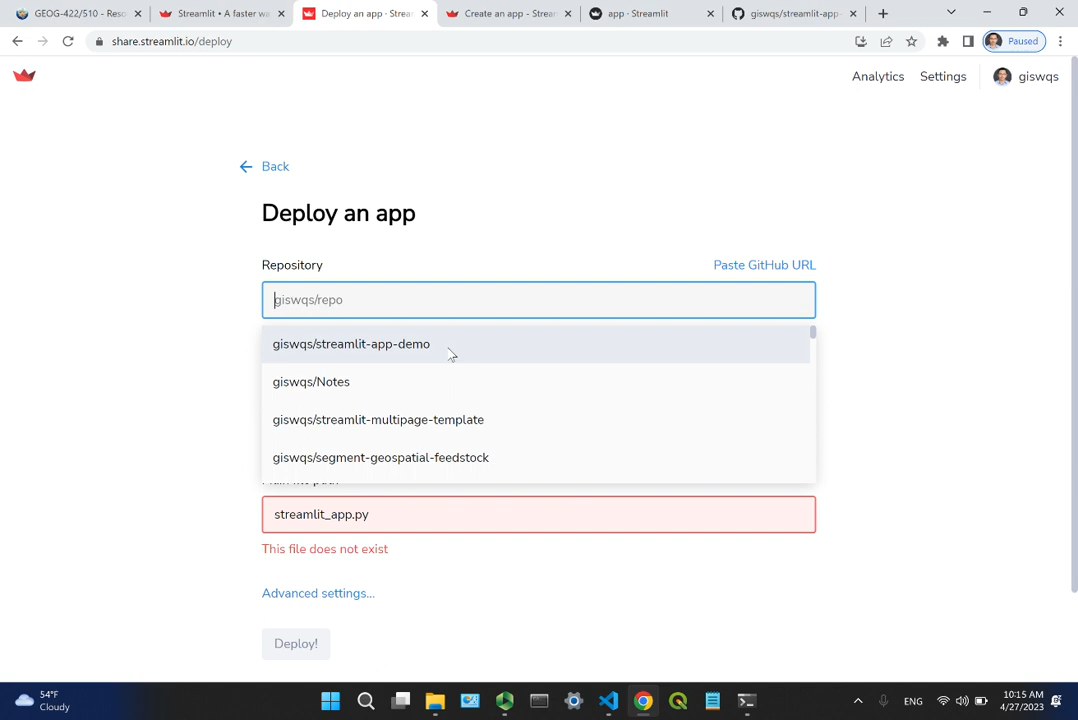 GEOG-422/510 - Reso
Streamlit • A faster wa
Deploy an app · Strea
Create an app - Stream
app · Streamlit
giswqs/streamlit-app-
share.streamlit.io/deploy
Paused
Analytics
Settings
giswqs
Back
Deploy an app
Repository
Paste GitHub URL
giswqs/repo
giswqs/streamlit-app-demo
giswqs/Notes
giswqs/streamlit-multipage-template
giswqs/segment-geospatial-feedstock
streamlit_app.py
This file does not exist
Advanced settings...
Deploy!
54°F
Cloudy
ENG
10:15 AM
4/27/2023